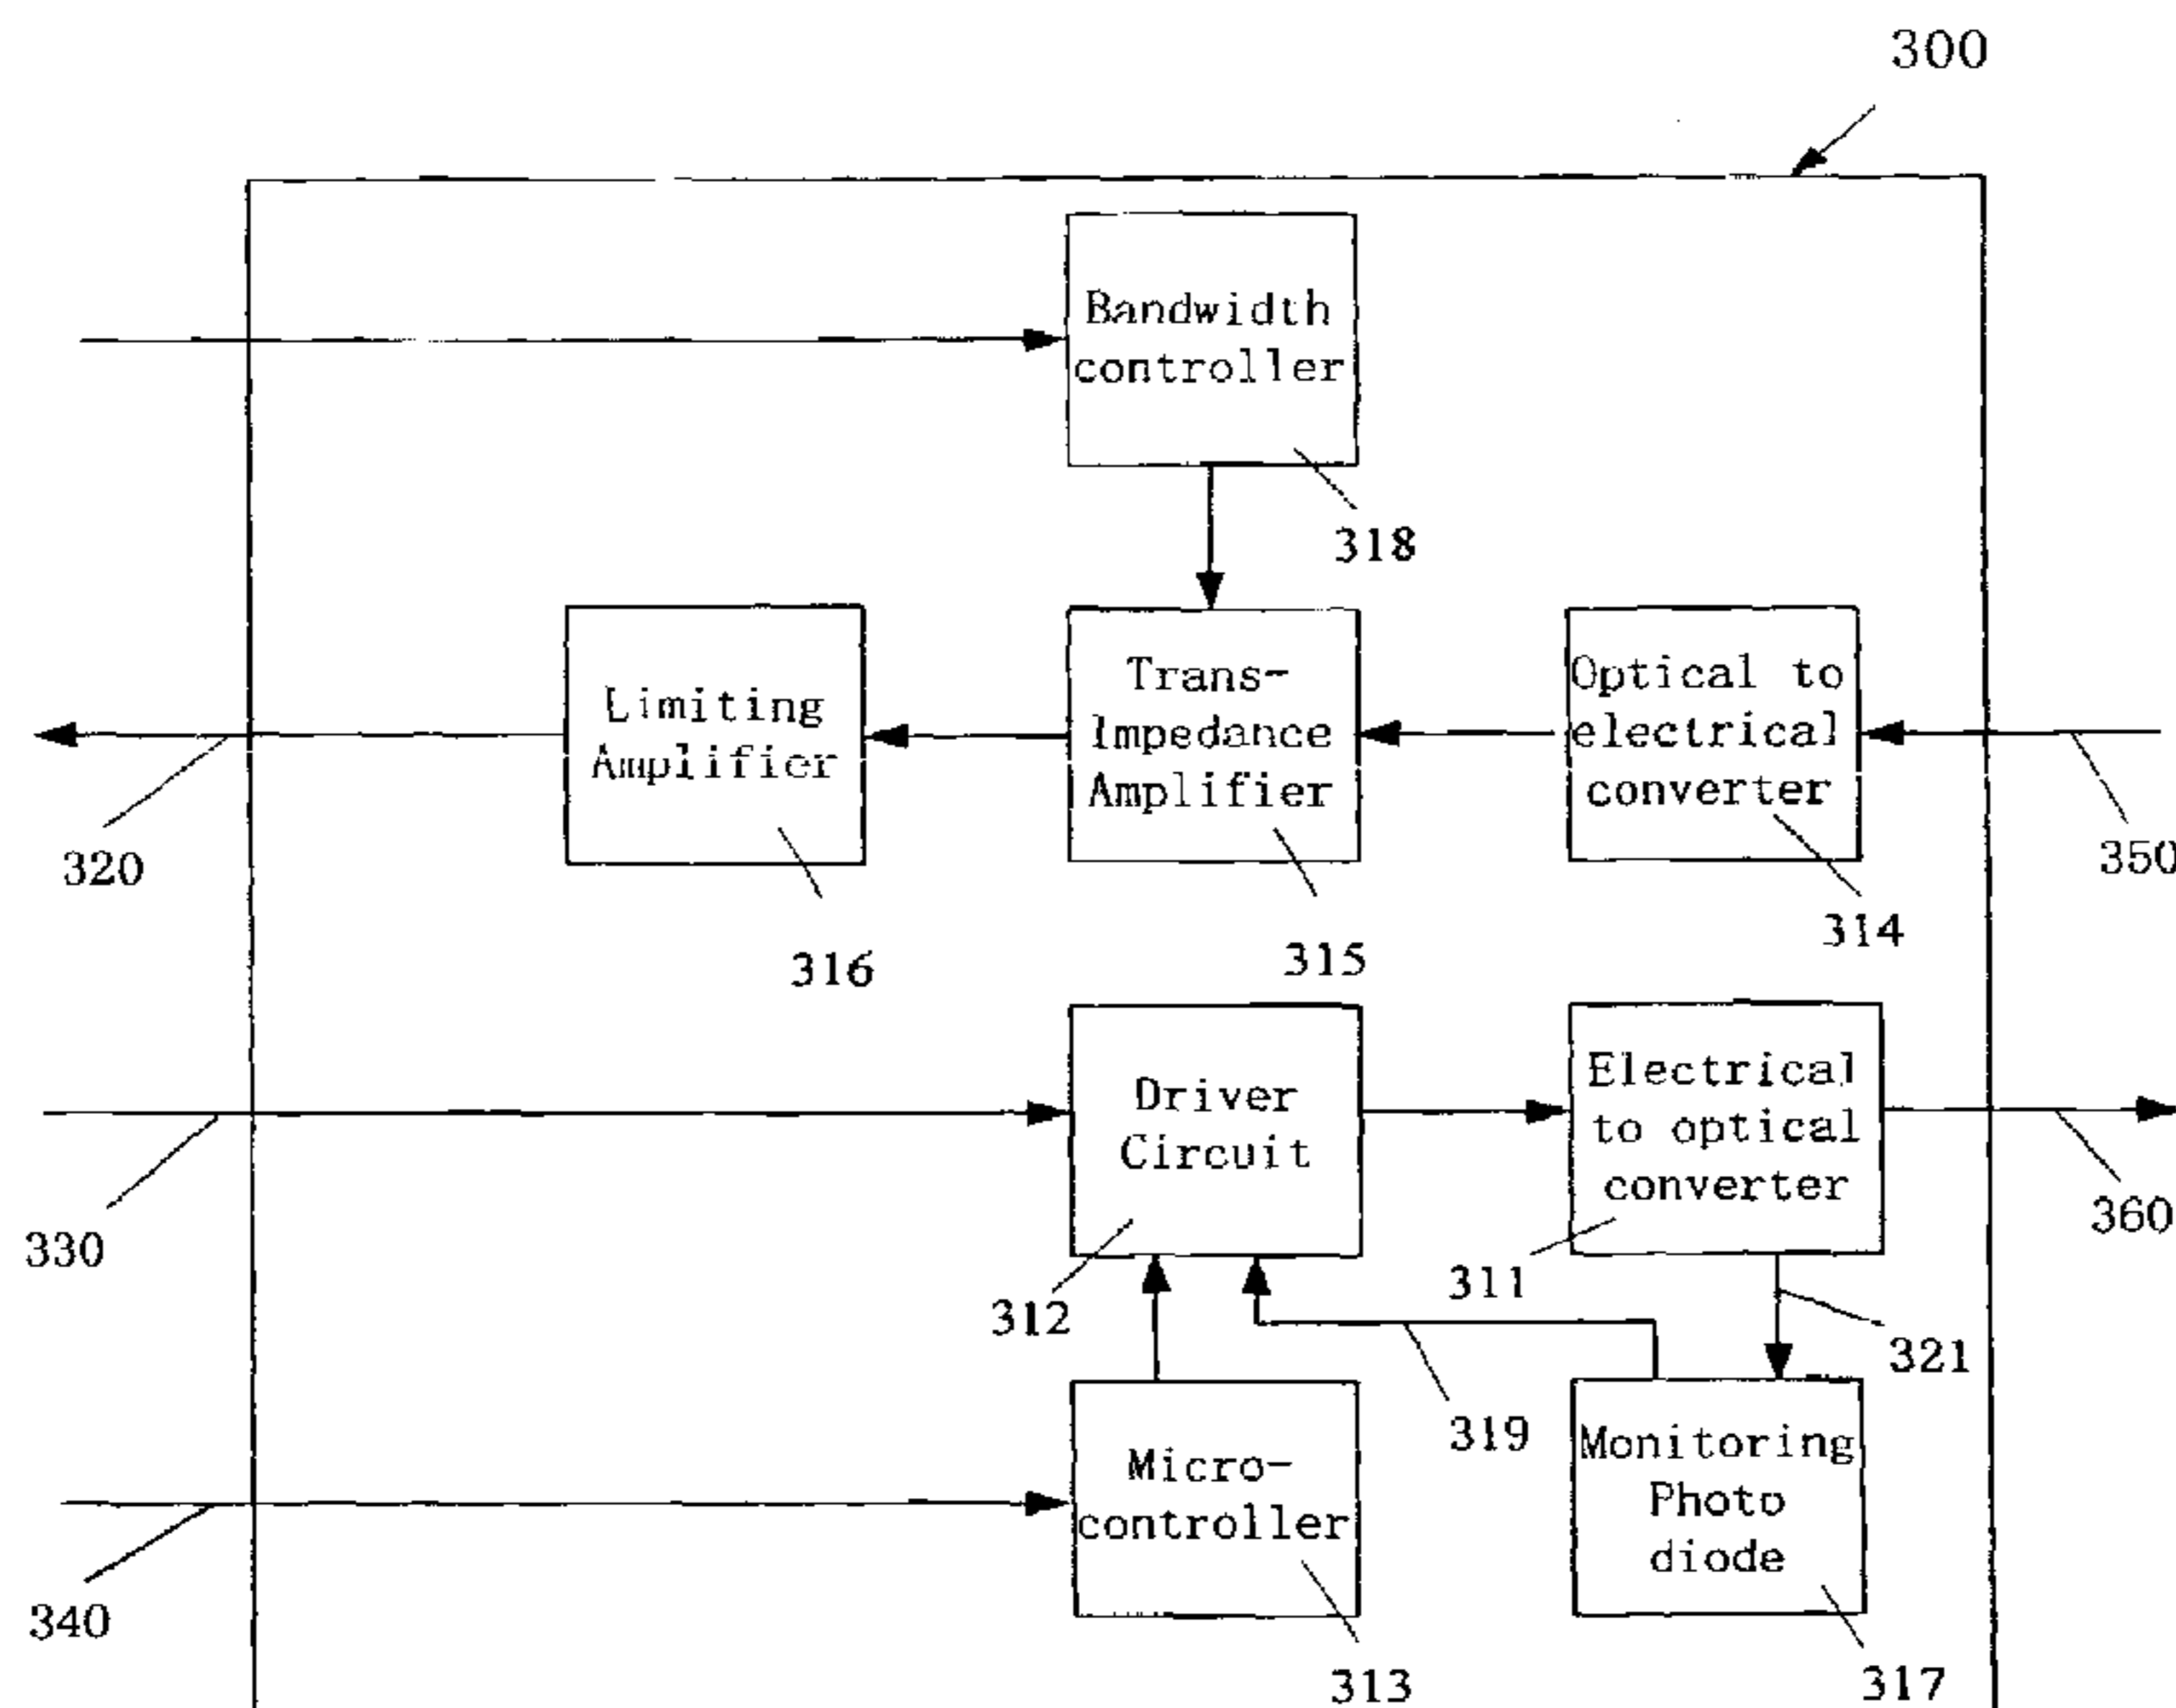 300
Bandwidth
controller
318
Limiting
Amplifier
Trans-
Impedance
Amplifier
Optical to
electrical
converter
320
316
315
314
350
Driver
Circuit
Electrical
to optical
converter
330
312
311
360
321
319
Micro-
controller
Monitoring
Photo
diode
340
313
317